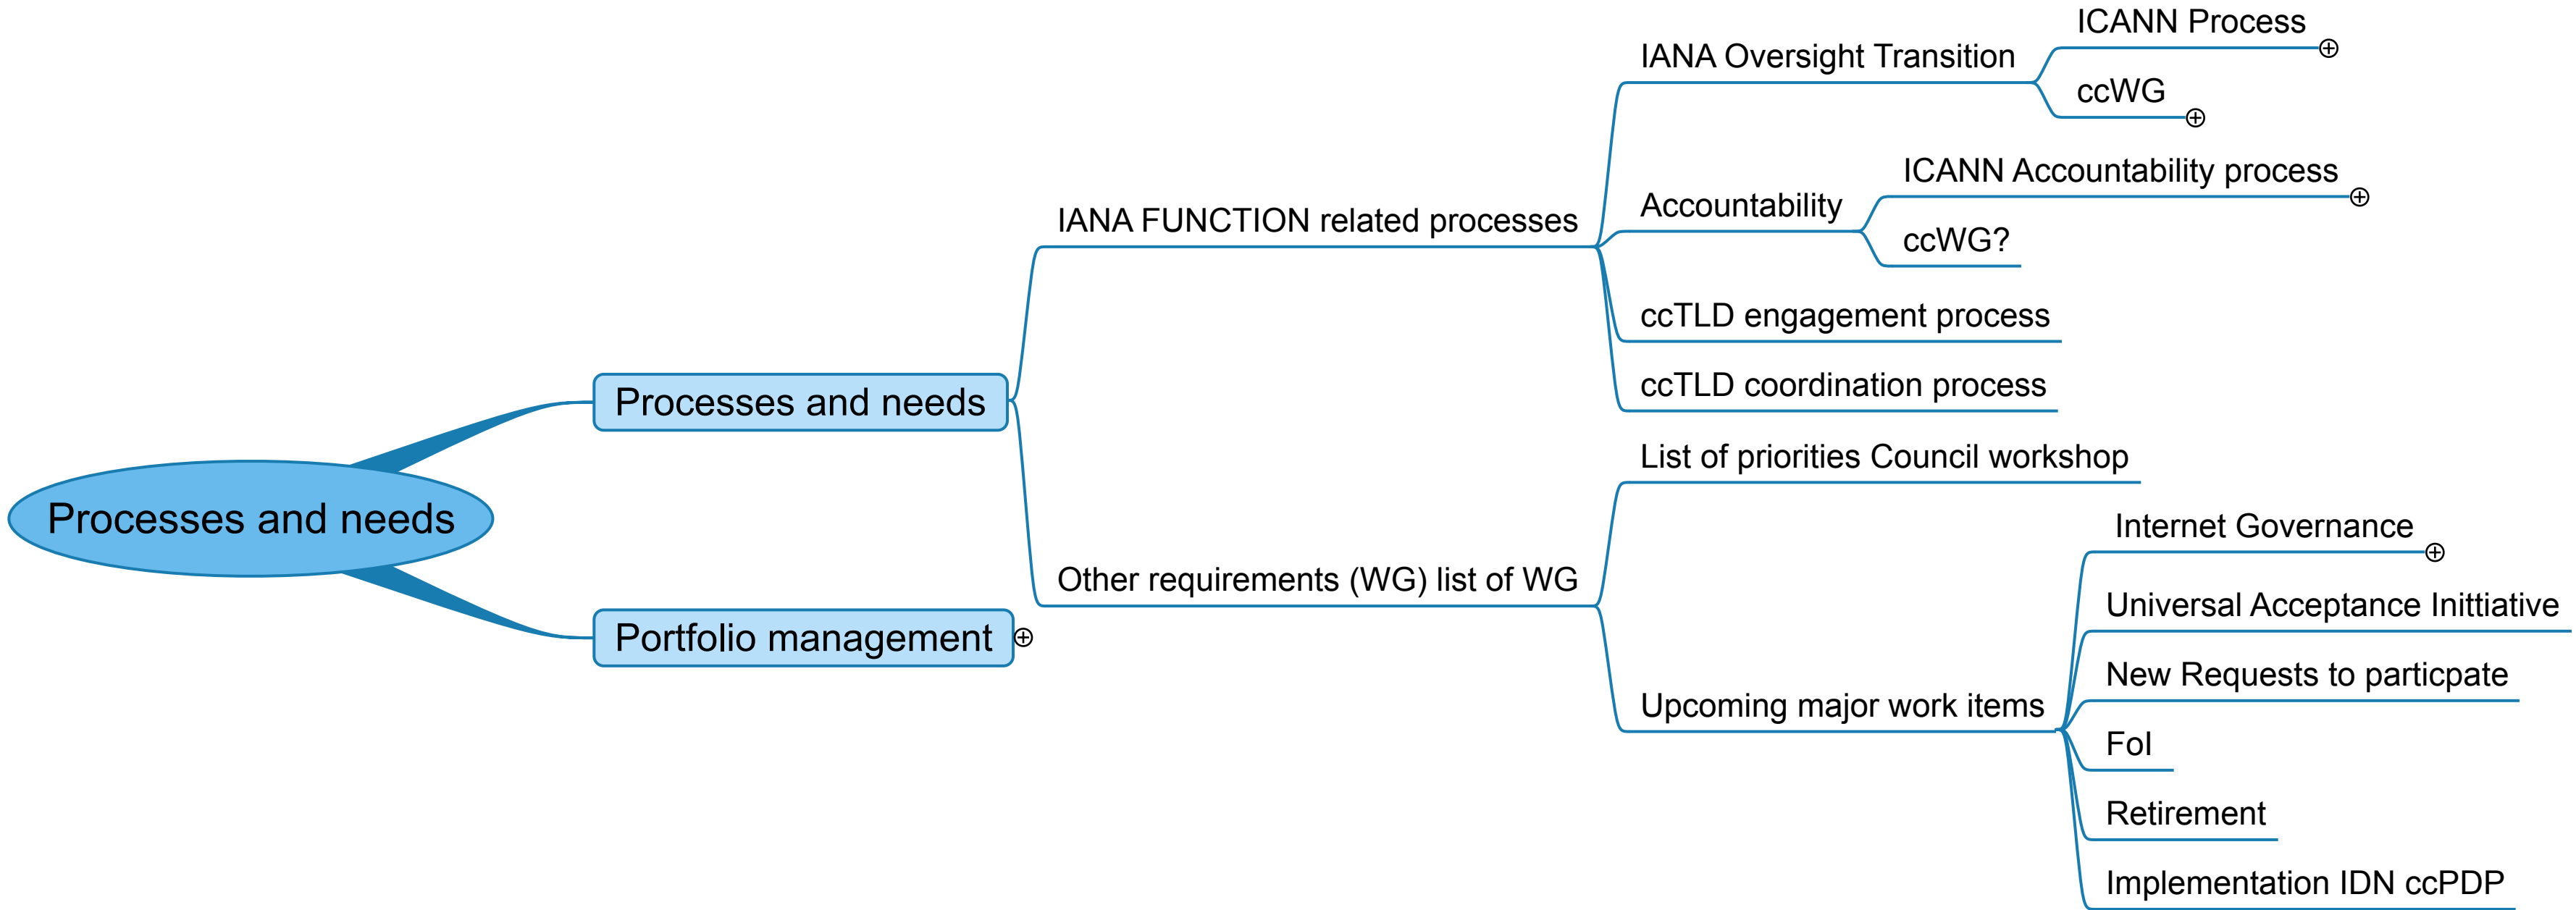 Processes and needs
Processes and needs
IANA FUNCTION related processes
IANA Oversight Transition
ICANN Process
ccWG
Accountability
ICANN Accountability process
ccWG?
ccTLD engagement process
ccTLD coordination process
Other requirements (WG) list of WG
List of priorities Council workshop
Upcoming major work items
Internet Governance
Universal Acceptance Inittiative
New Requests to particpate
FoI
Retirement
Implementation IDN ccPDP
Portfolio management